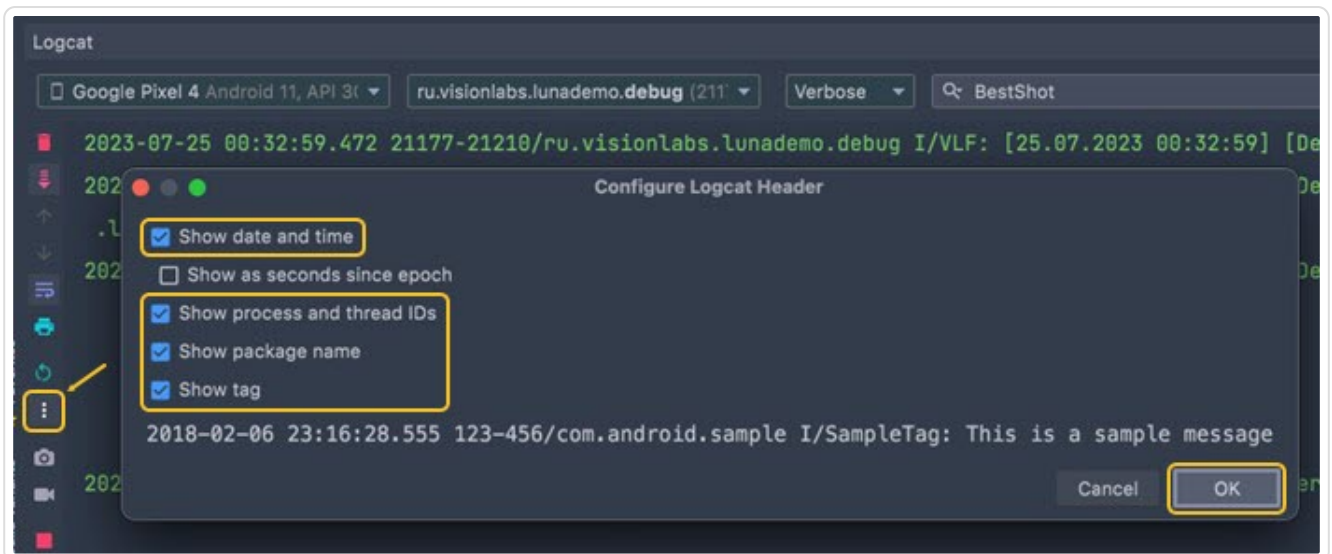 Logcat
Google Pixel 4 Android 11, API 3( ru.visionlabs.lunademo.debug (211 Verbose BestShot
2023-07-25 00:32:59.472 21177-21210/ru.visionlabs.lunademo.debug I/VLF: [25.07.2023 00:32:59] [De
202 Configure Logcat Header De
.l Show date and time
202 Show as seconds since epoch De
Show process and thread IDs
Show package name
Show tag
2018-02-06 23:16:28.555 123-456/com.android.sample I/SampleTag: This is a sample message
202 Cancel OK er